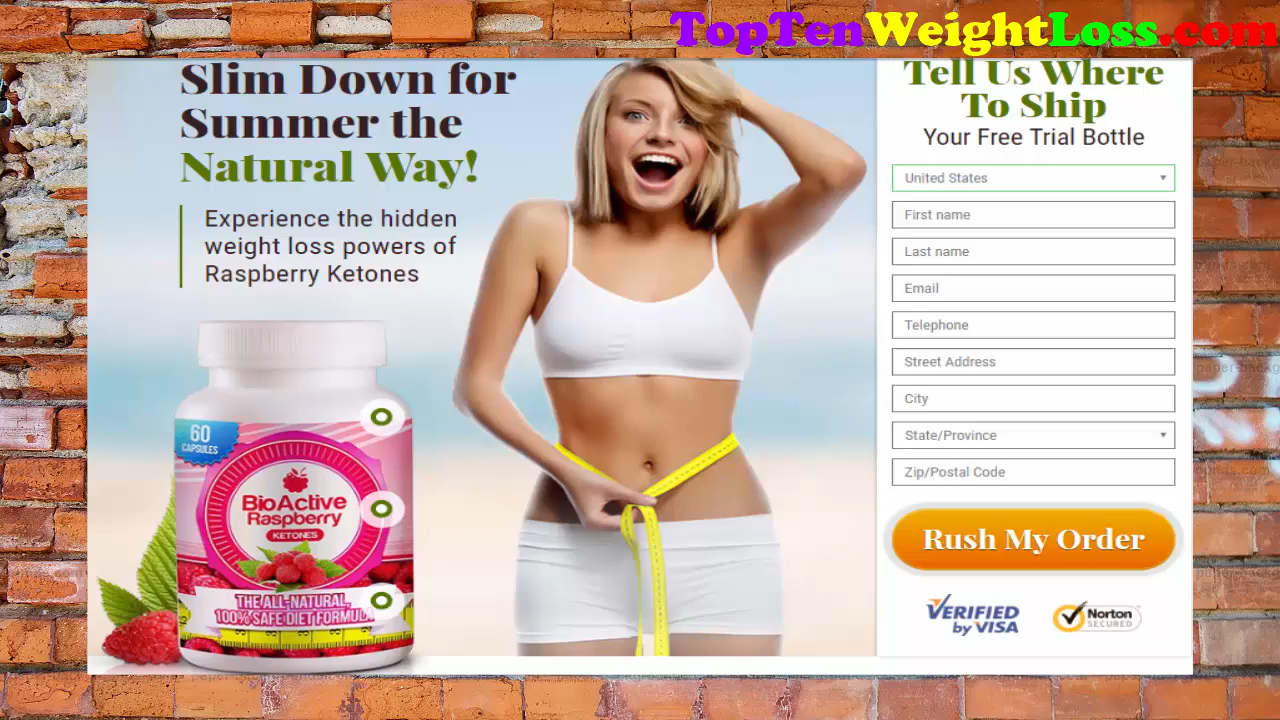 TopTenWeightLoss.com
Slim Down for
Summer the
Natural Way!
Experience the hidden
weight loss powers of
Raspberry Ketones
60
CAPSULES
BioActive
Raspberry
KETONES
THE ALL-NATURAL,
100% SAFE DIET FORMULA
Tell Us Where
To Ship
Your Free Trial Bottle
United States
First name
Last name
Email
Telephone
Street Address
City
State/Province
Zip/Postal Code
Rush My Order
VERIFIED
by VISA
Norton
SECURED